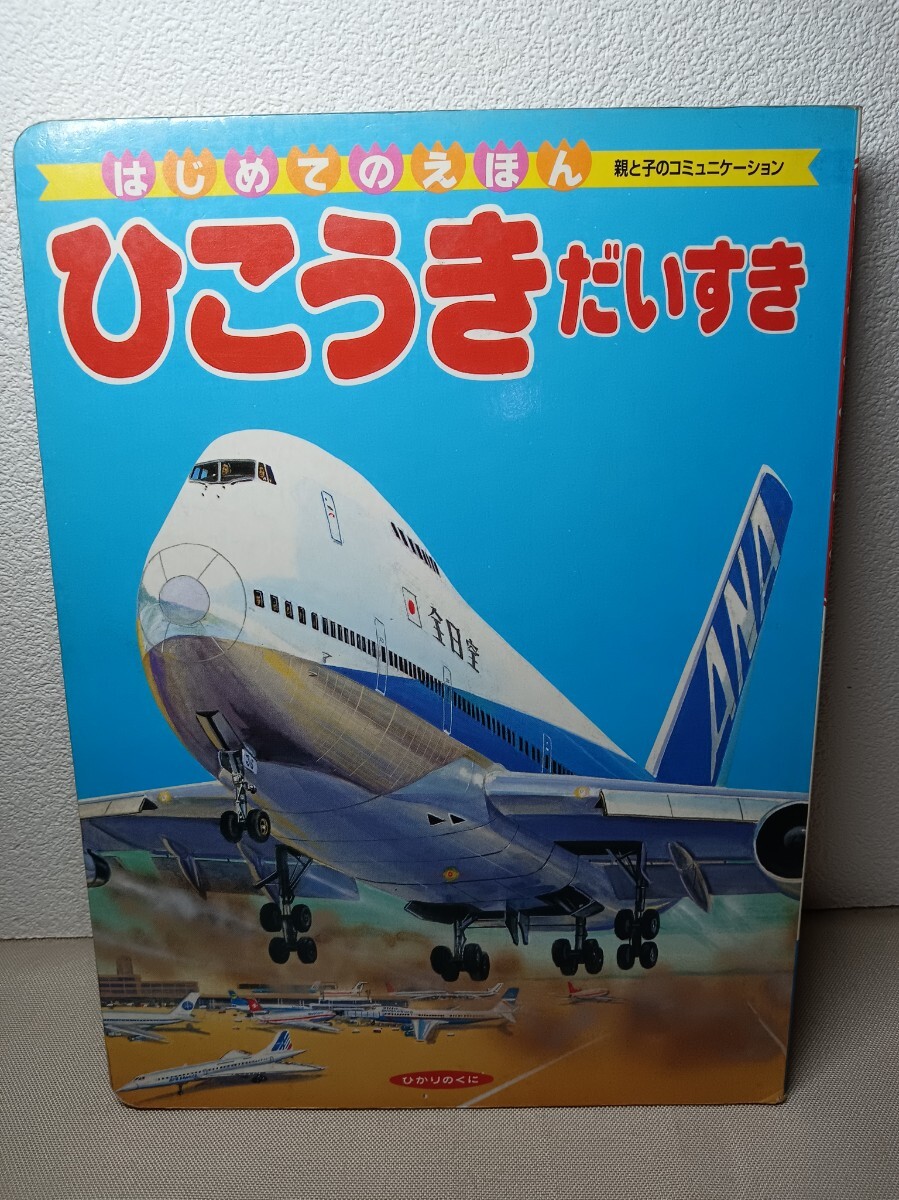 はじめてのえほん 親と子のコミュニケーション
ひこうきだいすき
ANA
全日空
ひかりのくに